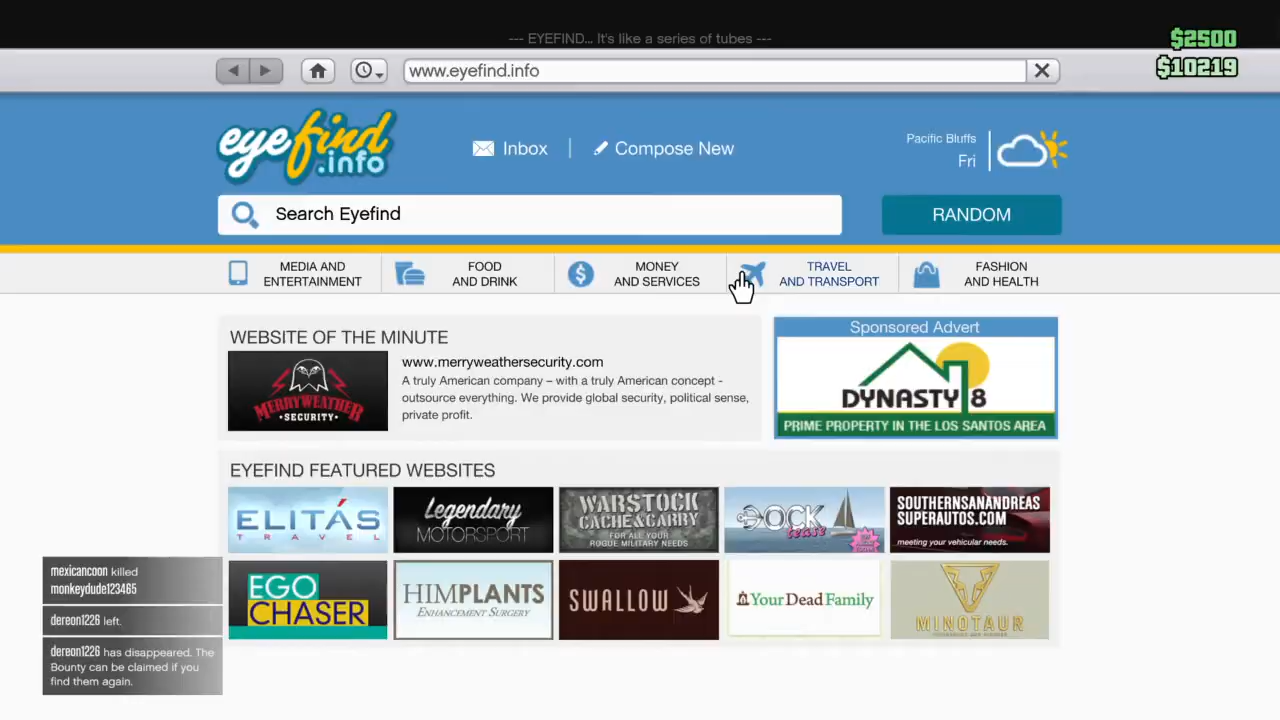 --- EYEFIND... It's like a series of tubes ---
$2500
$10219
www.eyefind.info
eyefind
.info
Inbox
Compose New
Pacific Bluffs
Fri
Search Eyefind
RANDOM
MEDIA AND
ENTERTAINMENT
FOOD
AND DRINK
MONEY
AND SERVICES
TRAVEL
AND TRANSPORT
FASHION
AND HEALTH
WEBSITE OF THE MINUTE
MERRYWEATHER
SECURITY
www.merryweathersecurity.com
A truly American company – with a truly American concept -
outsource everything. We provide global security, political sense,
private profit.
Sponsored Advert
DYNASTY 8
PRIME PROPERTY IN THE LOS SANTOS AREA
EYEFIND FEATURED WEBSITES
ELITÁS
TRAVEL
Legendary
MOTORSPORT
WARSTOCK
CACHE & CARRY
FOR ALL YOUR
ROGUE MILITARY NEEDS
DOCK
tease
SOUTHERNSANANDREAS
SUPERAUTOS.COM
meeting your vehicular needs.
EGO
CHASER
HIMPLANTS
ENHANCEMENT SURGERY
SWALLOW
YourDeadFamily
MINOTAUR
mexicancoon killed
monkeydude123465
dereon1226 left.
dereon1226 has disappeared. The
Bounty can be claimed if you
find them again.